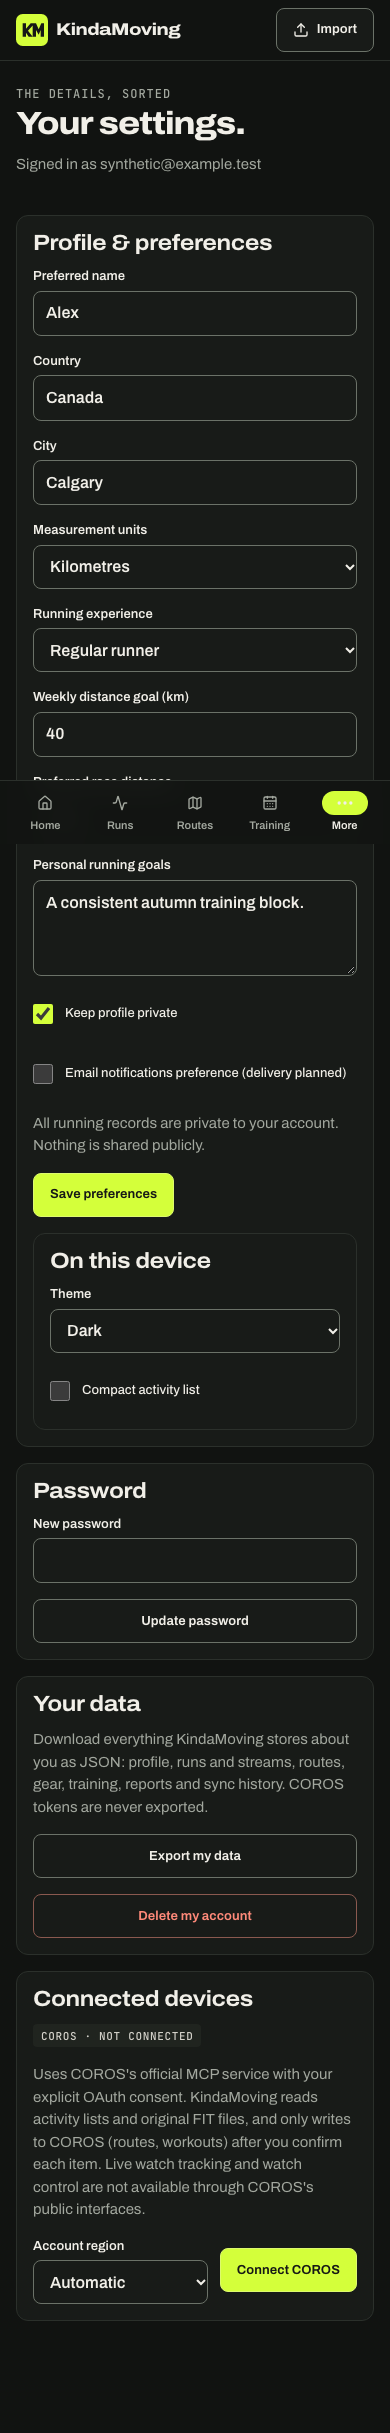 KM KindaMoving
Import
THE DETAILS, SORTED
Your settings.
Signed in as synthetic@example.test
Profile & preferences
Preferred name
Alex
Country
Canada
City
Calgary
Measurement units
Kilometres
Running experience
Regular runner
Weekly distance goal (km)
40
Preferred race distance
Home
Runs
Routes
Training
More
Personal running goals
A consistent autumn training block.
Keep profile private
Email notifications preference (delivery planned)
All running records are private to your account.
Nothing is shared publicly.
Save preferences
On this device
Theme
Dark
Compact activity list
Password
New password
Update password
Your data
Download everything KindaMoving stores about
you as JSON: profile, runs and streams, routes,
gear, training, reports and sync history. COROS
tokens are never exported.
Export my data
Delete my account
Connected devices
COROS · NOT CONNECTED
Uses COROS's official MCP service with your
explicit OAuth consent. KindaMoving reads
activity lists and original FIT files, and only writes
to COROS (routes, workouts) after you confirm
each item. Live watch tracking and watch
control are not available through COROS's
public interfaces.
Account region
Automatic
Connect COROS